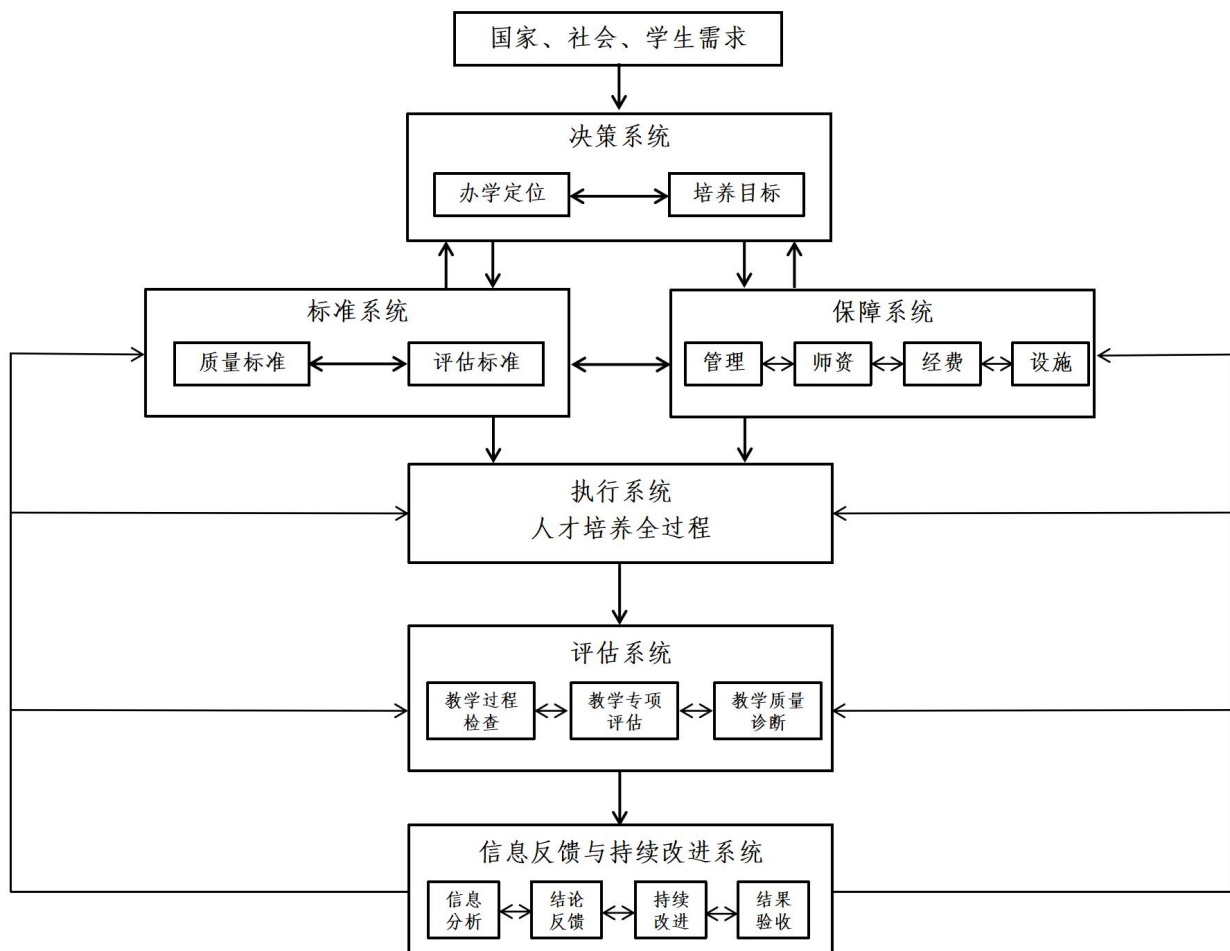 国家、社会、学生需求
决策系统
办学定位
培养目标
标准系统
质量标准
评估标准
保障系统
管理
师资
经费
设施
执行系统
人才培养全过程
评估系统
教学过程
检查
教学专项
评估
教学质量
诊断
信息反馈与持续改进系统
信息
分析
结论
反馈
持续
改进
结果
验收